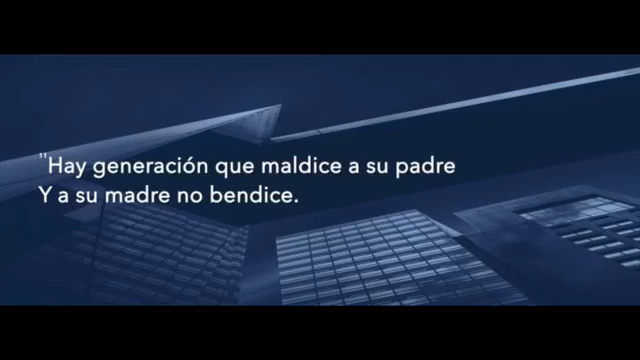 "Hay generación que maldice a su padre
Y a su madre no bendice.